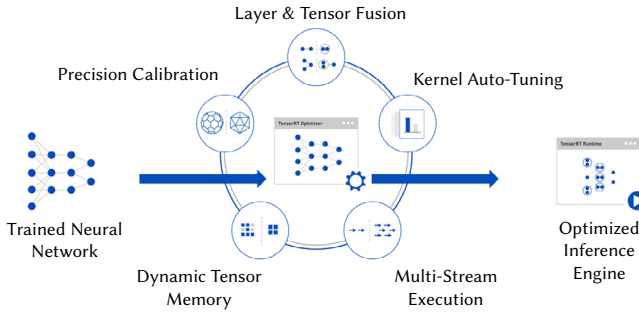 Layer & Tensor Fusion
Precision Calibration
Kernel Auto-Tuning
TensorRT Optimizer
TensorRT Runtime
Trained Neural
Network
Optimized
Inference
Engine
Dynamic Tensor
Memory
Multi-Stream
Execution